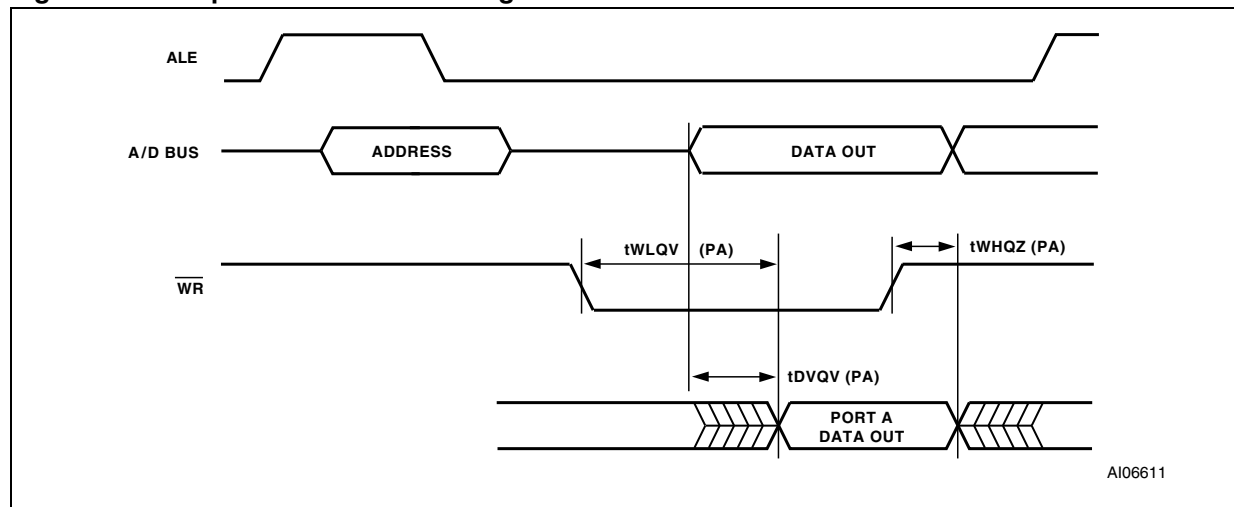 ALE
A/D BUS
ADDRESS
DATA OUT
tWLQV (PA)
tWHQZ (PA)
WR
tDVQV (PA)
PORT A
DATA OUT
AI06611